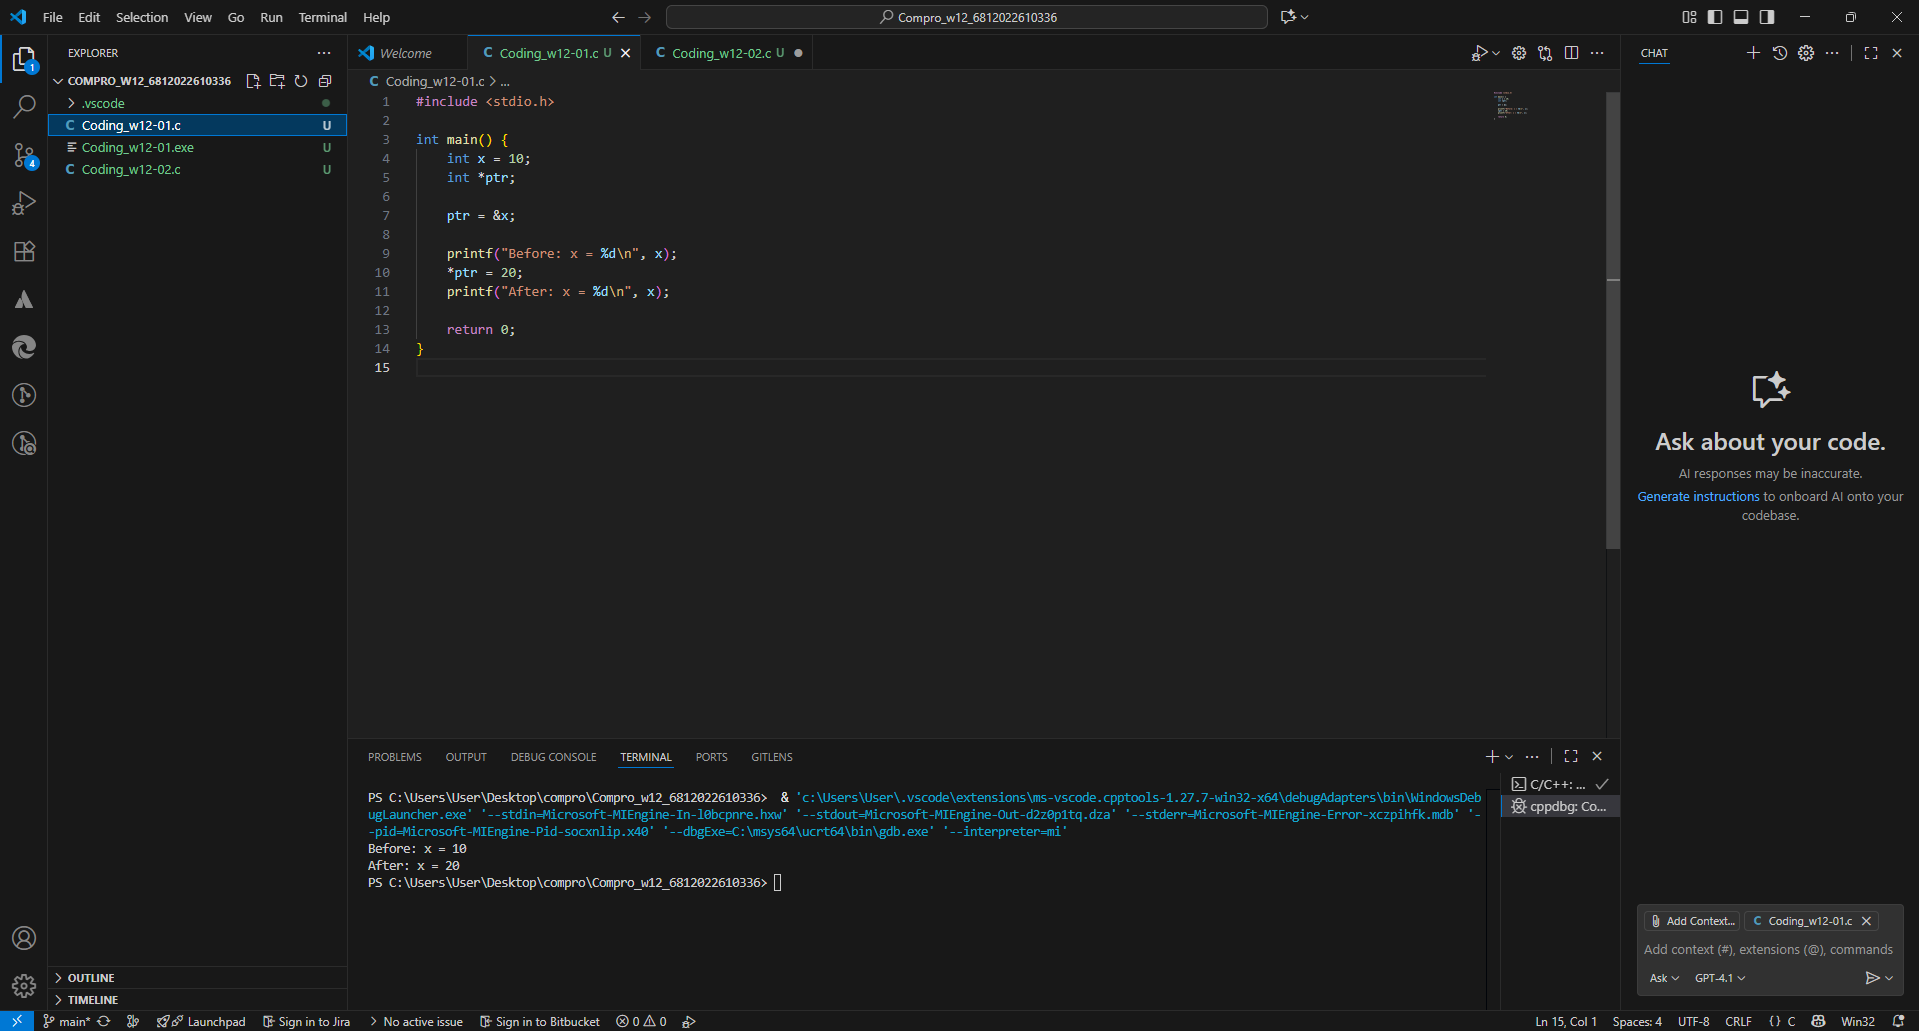 File Edit Selection View Go Run Terminal Help
Compro_w12_6812022610336
EXPLORER
COMPRO_W12_6812022610336
.vscode
Coding_w12-01.c U
Coding_w12-01.exe U
Coding_w12-02.c U
OUTLINE
TIMELINE
1
4
Welcome Coding_w12-01.c U Coding_w12-02.c U
Coding_w12-01.c > ...
1 #include <stdio.h>
2
3 int main() {
4 int x = 10;
5 int *ptr;
6
7 ptr = &x;
8
9 printf("Before: x = %d\n", x);
10 *ptr = 20;
11 printf("After: x = %d\n", x);
12
13 return 0;
14 }
15
PROBLEMS OUTPUT DEBUG CONSOLE TERMINAL PORTS GITLENS
PS C:\Users\User\Desktop\compro\Compro_w12_6812022610336> & 'c:\Users\User\.vscode\extensions\ms-vscode.cpptools-1.27.7-win32-x64\debugAdapters\bin\WindowsDeb
ugLauncher.exe' '--stdin=Microsoft-MIEngine-In-l0bcpnre.hxw' '--stdout=Microsoft-MIEngine-Out-d2z0p1tq.dza' '--stderr=Microsoft-MIEngine-Error-xczpihfk.mdb' '-
-pid=Microsoft-MIEngine-Pid-socxnlip.x40' '--dbgExe=C:\msys64\ucrt64\bin\gdb.exe' '--interpreter=mi'
Before: x = 10
After: x = 20
PS C:\Users\User\Desktop\compro\Compro_w12_6812022610336>
C/C++: ...
cppdbg: Co...
CHAT
Ask about your code.
AI responses may be inaccurate.
Generate instructions to onboard AI onto your
codebase.
Add Context... Coding_w12-01.c
Add context (#), extensions (@), commands
Ask GPT-4.1
main* Launchpad Sign in to Jira No active issue Sign in to Bitbucket 0 0 Ln 15, Col 1 Spaces: 4 UTF-8 CRLF {} C Win32